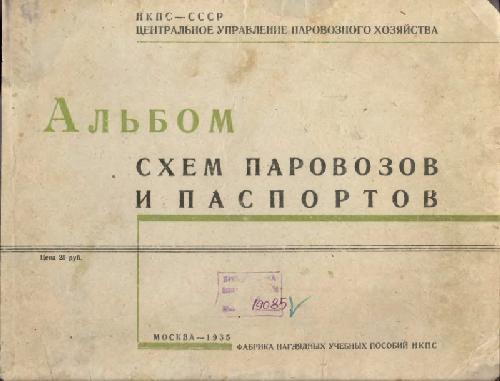 НКПС—СССР
ЦЕНТРАЛЬНОЕ УПРАВЛЕНИЕ ПАРОВОЗНОГО ХОЗЯЙСТВА
АЛЬБОМ
СХЕМ ПАРОВОЗОВ
И ПАСПОРТОВ
Цена 25 руб.
19085
МОСКВА—1935
ФАБРИКА НАГЛЯДНЫХ УЧЕБНЫХ ПОСОБИЙ НКПС